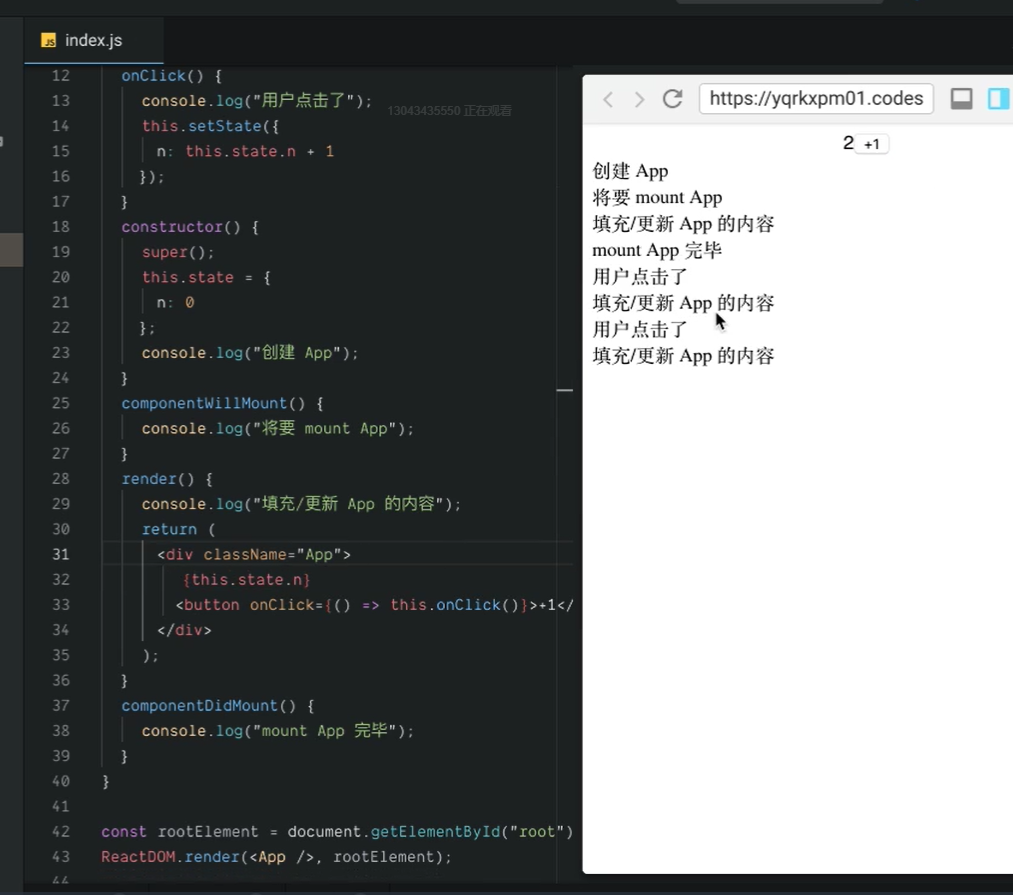 index.js
12 onClick() {
13 console.log("用户点击了");
14 this.setState({
15 n: this.state.n + 1
16 });
17 }
18 constructor() {
19 super();
20 this.state = {
21 n: 0
22 };
23 console.log("创建 App");
24 }
25 componentWillMount() {
26 console.log("将要 mount App");
27 }
28 render() {
29 console.log("填充/更新 App 的内容");
30 return (
31 <div className="App">
32 {this.state.n}
33 <button onClick={() => this.onClick()}>+1</
34 </div>
35 );
36 }
37 componentDidMount() {
38 console.log("mount App 完毕");
39 }
40 }
41
42 const rootElement = document.getElementById("root")
43 ReactDOM.render(<App />, rootElement);
44
13043435550 正在观看
https://yqrkxpm01.codes
2 +1
创建 App
将要 mount App
填充/更新 App 的内容
mount App 完毕
用户点击了
填充/更新 App 的内容
用户点击了
填充/更新 App 的内容